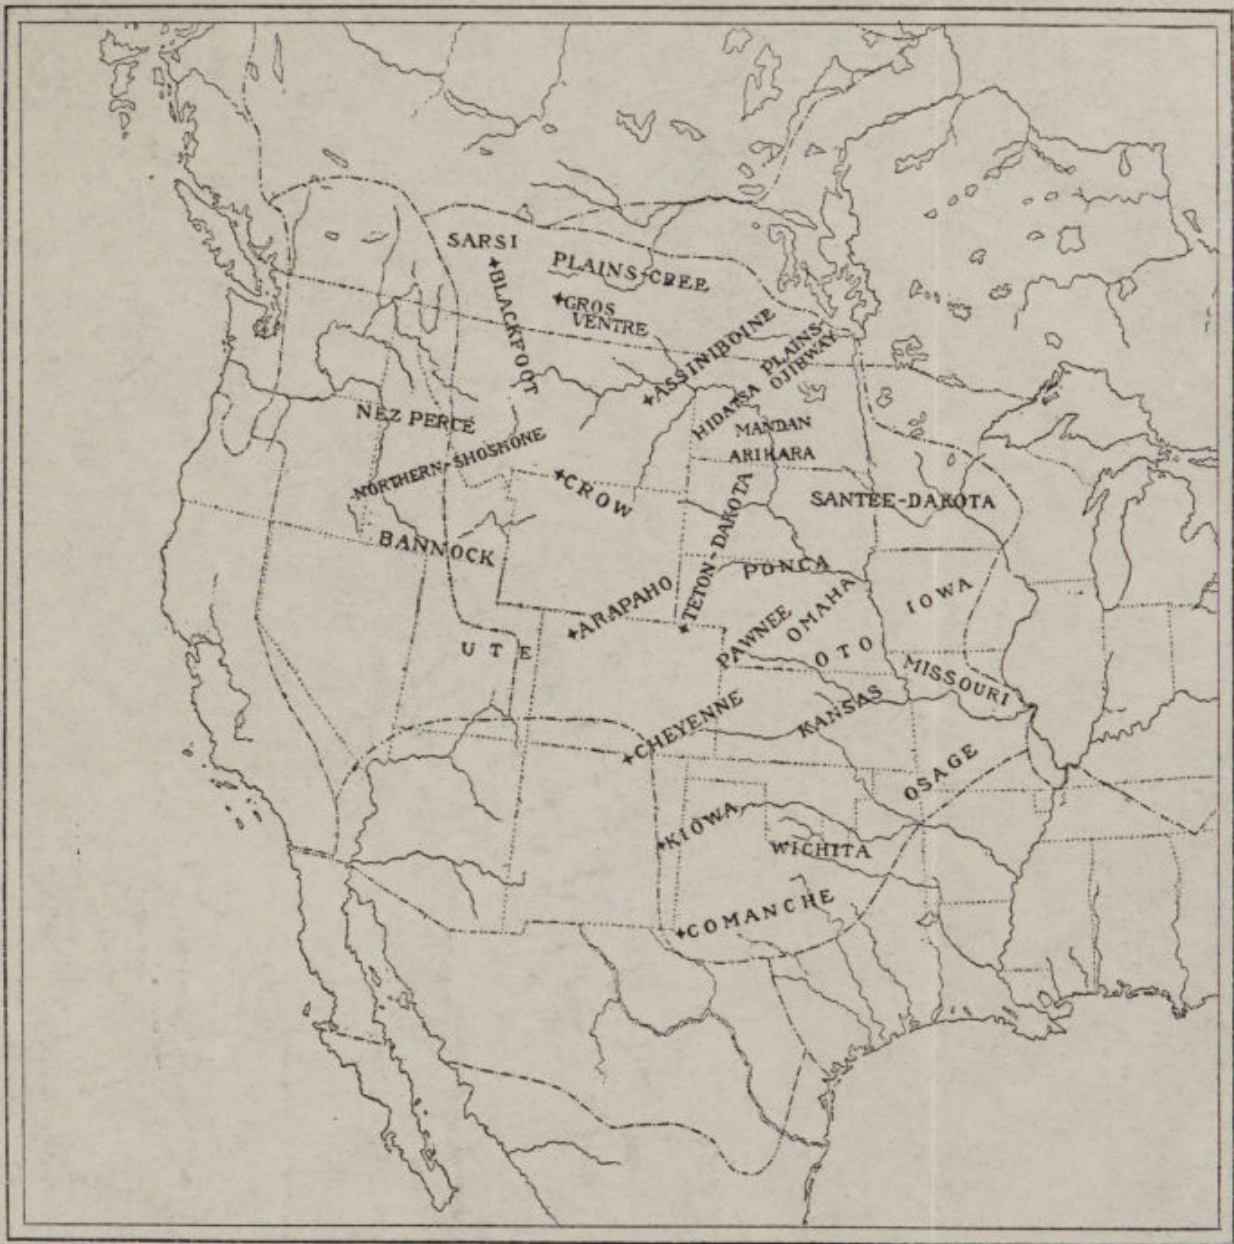 SARSI
PLAINS-CREE
BLACKFOOT
GROS
VENTRE
ASSINIBOINE
PLAINS-
OJIBWAY
HIDATSA
MANDAN
ARIKARA
NEZ PERCE
NORTHERN-SHOSHONE
CROW
SANTEE-DAKOTA
TETON-DAKOTA
BANNOCK
PONCA
ARAPAHO
OMAHA
IOWA
PAWNEE
UTE
OTO
MISSOURI
CHEYENNE
KANSAS
OSAGE
KIOWA
WICHITA
COMANCHE